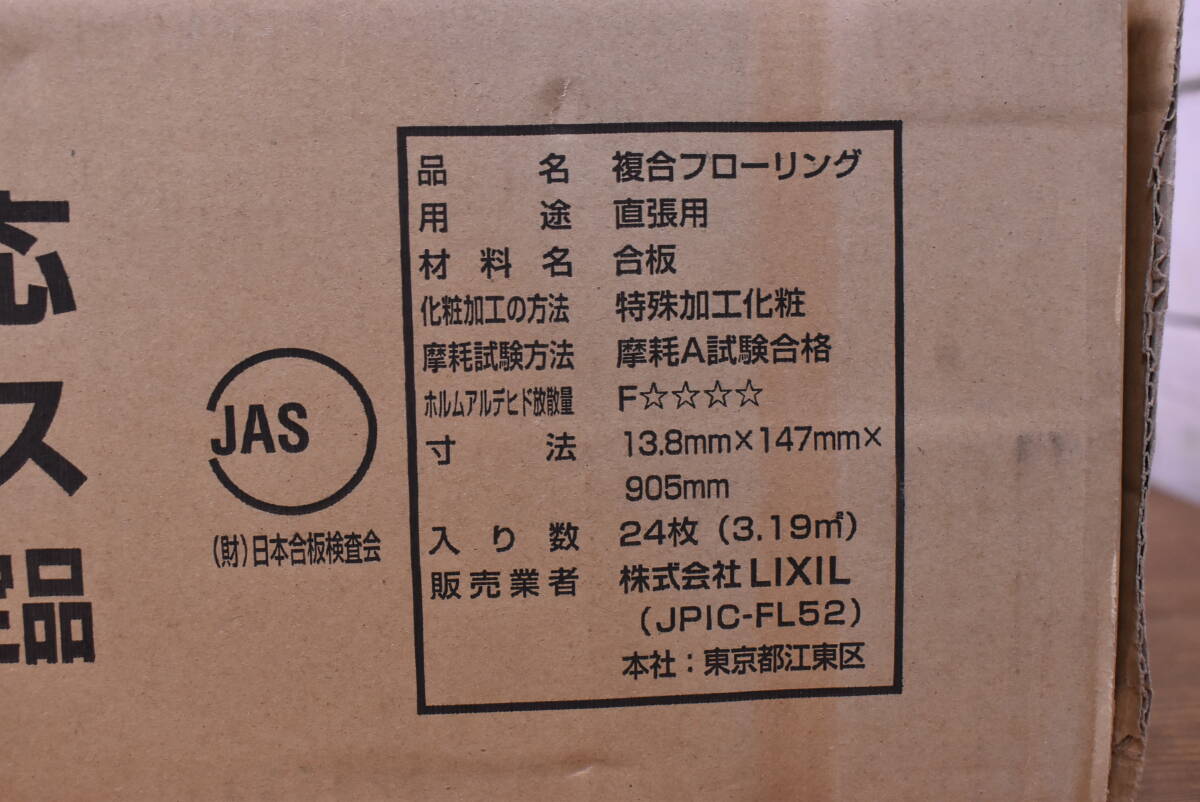 応
ス
定品
JAS
(財)日本合板検査会
品名 複合フローリング
用途 直張用
材料名 合板
化粧加工の方法 特殊加工化粧
摩耗試験方法 摩耗A試験合格
ホルムアルデヒド放散量 F☆☆☆☆
寸法 13.8mm×147mm×
905mm
入り数 24枚(3.19㎡)
販売業者 株式会社LIXIL
(JPIC-FL52)
本社:東京都江東区